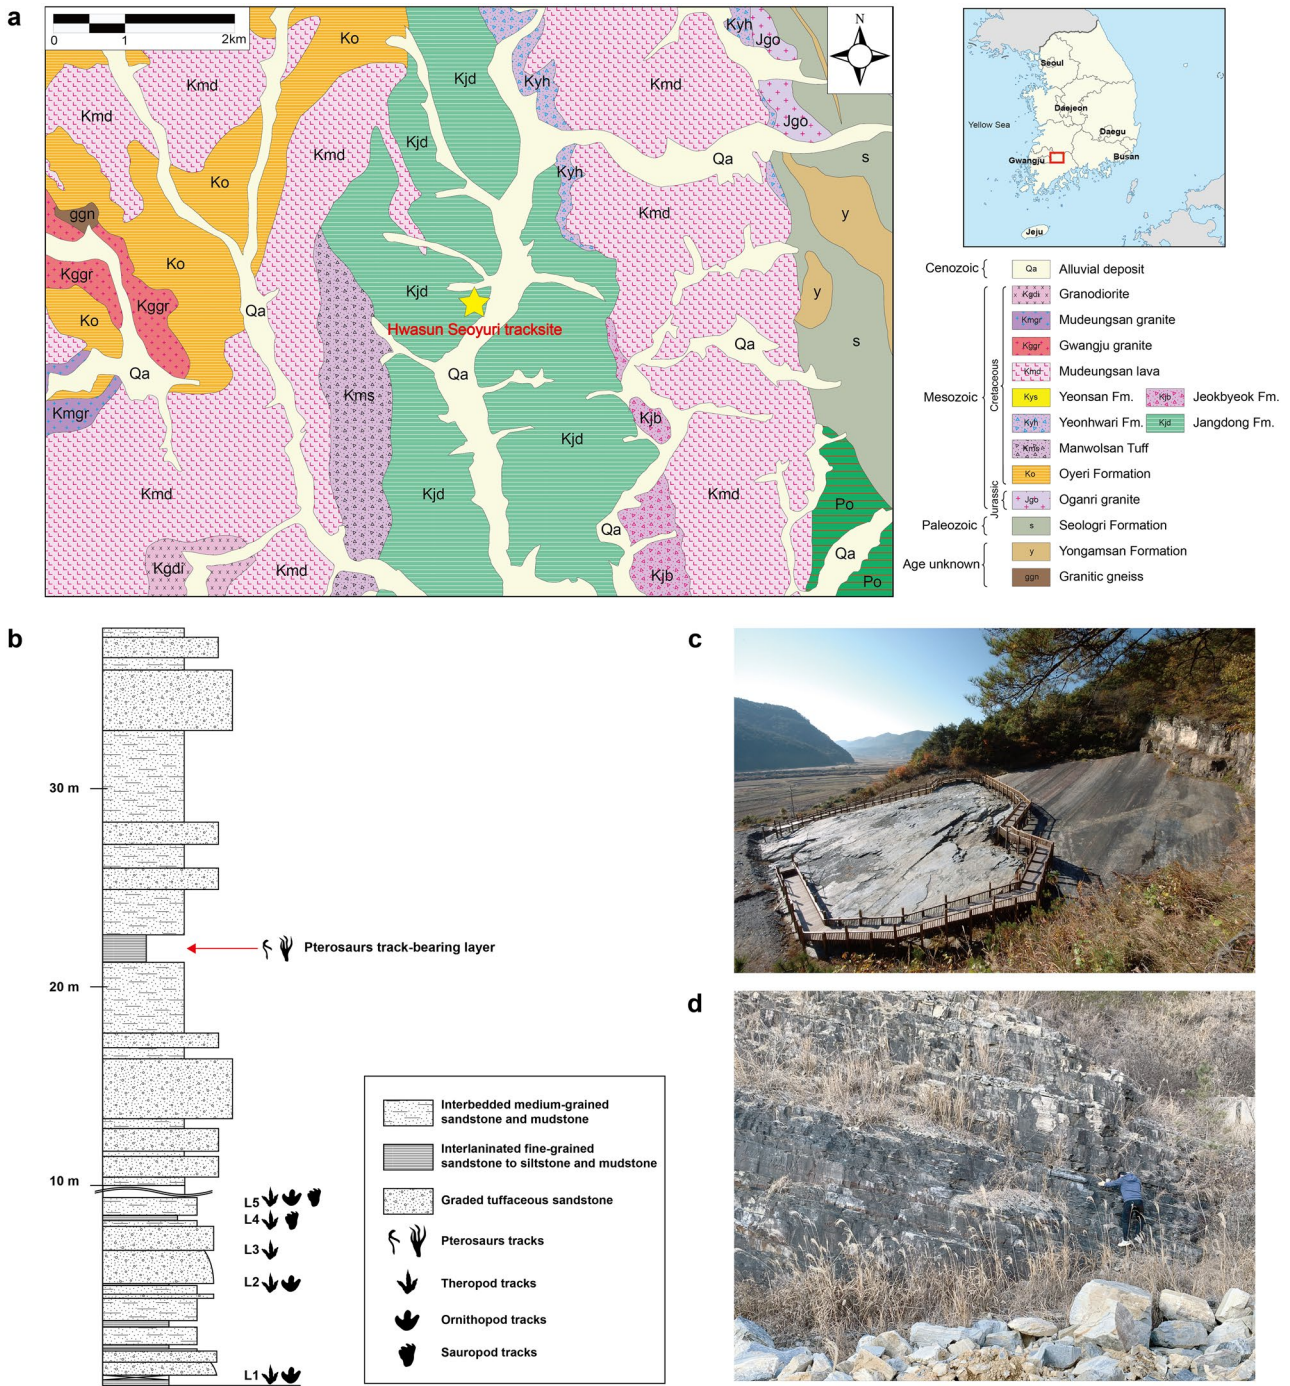 a
0 1 2km
N
Ko
Kmd
Kmd
Kjd
Kyh
Jgo
Kyh
Kmd
Jgo
Kjd
Kmd
Qa
s
Ko
Kyh
ggn
Kmd
y
Ko
Kggr
Kggr
Kjd
y
Ko
Qa
Hwasun Seoyuri tracksite
Qa
s
Qa
Qa
Kms
Kmgr
Kjb
Kjd
Kmd
Kjd
Kmd
Po
Qa
Qa
Kgdi
Kmd
Kjb
Po
Seoul
Daejeon
Yellow Sea
Daegu
Gwangju
Busan
Jeju
Cenozoic
Qa Alluvial deposit
Kgdi Granodiorite
Kmgr Mudeungsan granite
Kggr Gwangju granite
Kmd Mudeungsan lava
Mesozoic
Cretaceous
Kys Yeonsan Fm.
Kjb Jeokbyeok Fm.
Kyh Yeonhwari Fm.
Kjd Jangdong Fm.
Kms Manwolsan Tuff
Ko Oyeri Formation
Jurassic
Jgb Oganri granite
Paleozoic
s Seologri Formation
Age unknown
y Yongamsan Formation
ggn Granitic gneiss
b
30 m
Pterosaurs track-bearing layer
20 m
10 m
L5
L4
L3
L2
L1
Interbedded medium-grained
sandstone and mudstone
Interlaninated fine-grained
sandstone to siltstone and mudstone
Graded tuffaceous sandstone
Pterosaurs tracks
Theropod tracks
Ornithopod tracks
Sauropod tracks
c
d